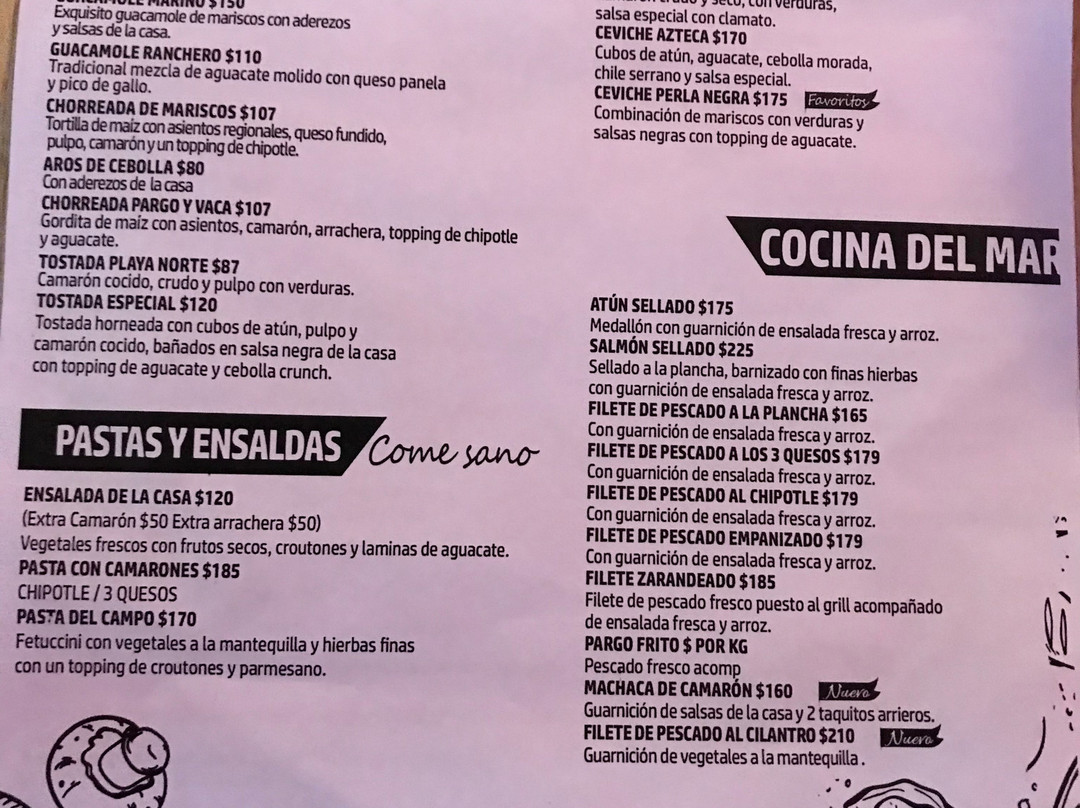 MARINO $150
Exquisito guacamole de mariscos con aderezos
y salsas de la casa.
GUACAMOLE RANCHERO $110
Tradicional mezcla de aguacate molido con queso panela
y pico de gallo.
CHORREADA DE MARISCOS $107
Tortilla de maíz con asientos regionales, queso fundido,
pulpo, camarón y un topping de chipotle.
AROS DE CEBOLLA $80
Con aderezos de la casa
CHORREADA PARGO Y VACA $107
Gordita de maíz con asientos, camarón, arrachera, topping de chipotle
y aguacate.
TOSTADA PLAYA NORTE $87
Camarón cocido, crudo y pulpo con verduras.
TOSTADA ESPECIAL $120
Tostada horneada con cubos de atún, pulpo y
camarón cocido, bañados en salsa negra de la casa
con topping de aguacate y cebolla crunch.
PASTAS Y ENSALDAS Come sano
ENSALADA DE LA CASA $120
(Extra Camarón $50 Extra arrachera $50)
Vegetales frescos con frutos secos, croutones y laminas de aguacate.
PASTA CON CAMARONES $185
CHIPOTLE / 3 QUESOS
PASTA DEL CAMPO $170
Fetuccini con vegetales a la mantequilla y hierbas finas
con un topping de croutones y parmesano.
crudo y seco, con verduras,
salsa especial con clamato.
CEVICHE AZTECA $170
Cubos de atún, aguacate, cebolla morada,
chile serrano y salsa especial.
CEVICHE PERLA NEGRA $175 Favoritos
Combinación de mariscos con verduras y
salsas negras con topping de aguacate.
COCINA DEL MAR
ATÚN SELLADO $175
Medallón con guarnición de ensalada fresca y arroz.
SALMÓN SELLADO $225
Sellado a la plancha, barnizado con finas hierbas
con guarnición de ensalada fresca y arroz.
FILETE DE PESCADO A LA PLANCHA $165
Con guarnición de ensalada fresca y arroz.
FILETE DE PESCADO A LOS 3 QUESOS $179
Con guarnición de ensalada fresca y arroz.
FILETE DE PESCADO AL CHIPOTLE $179
Con guarnición de ensalada fresca y arroz.
FILETE DE PESCADO EMPANIZADO $179
Con guarnición de ensalada fresca y arroz.
FILETE ZARANDEADO $185
Filete de pescado fresco puesto al grill acompañado
de ensalada fresca y arroz.
PARGO FRITO $ POR KG
Pescado fresco acomp
MACHACA DE CAMARÓN $160 Nuevo
Guarnición de salsas de la casa y 2 taquitos arrieros.
FILETE DE PESCADO AL CILANTRO $210 Nuevo
Guarnición de vegetales a la mantequilla .